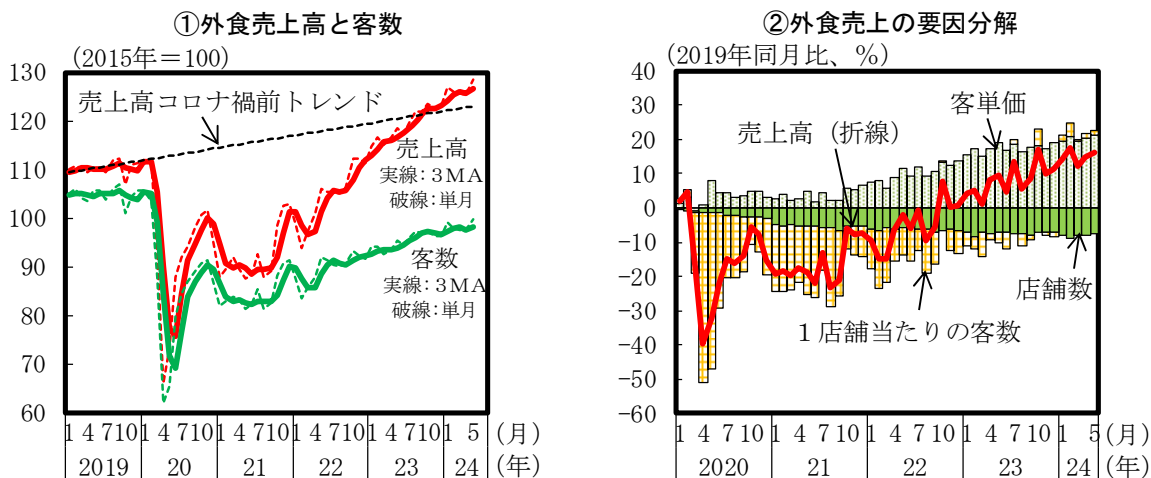 ①外食売上高と客数
(2015年＝100)
130
120
110
100
90
80
70
60
売上高コロナ禍前トレンド
売上高
実線：3MA
破線：単月
客数
実線：3MA
破線：単月
1 4 7 10 1 4 7 10 1 4 7 10 1 4 7 10 1 4 7 10 1 5 (月)
2019 20 21 22 23 24 (年)
②外食売上の要因分解
(2019年同月比、%)
40
30
20
10
0
−10
−20
−30
−40
−50
−60
売上高 (折線)
客単価
店舗数
１店舗当たりの客数
1 4 7 10 1 4 7 10 1 4 7 10 1 4 7 10 1 5 (月)
2020 21 22 23 24 (年)